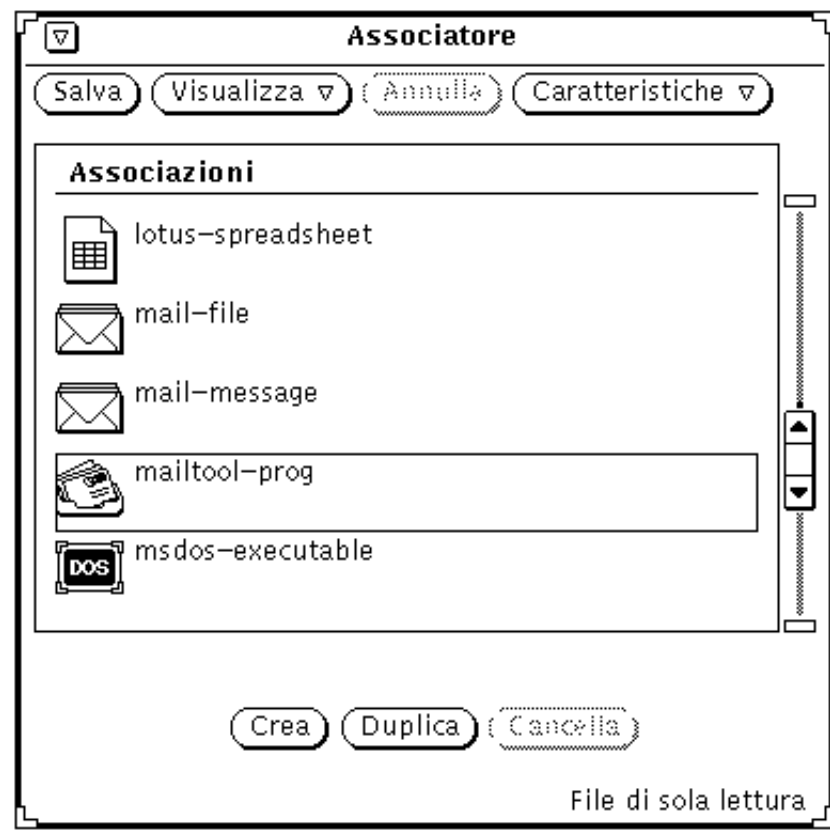 Associatore
Salva Visualizza Annulla Caratteristiche
Associazioni
lotus-spreadsheet
mail-file
mail-message
mailtool-prog
DOS msdos-executable
Crea Duplica Cancella
File di sola lettura